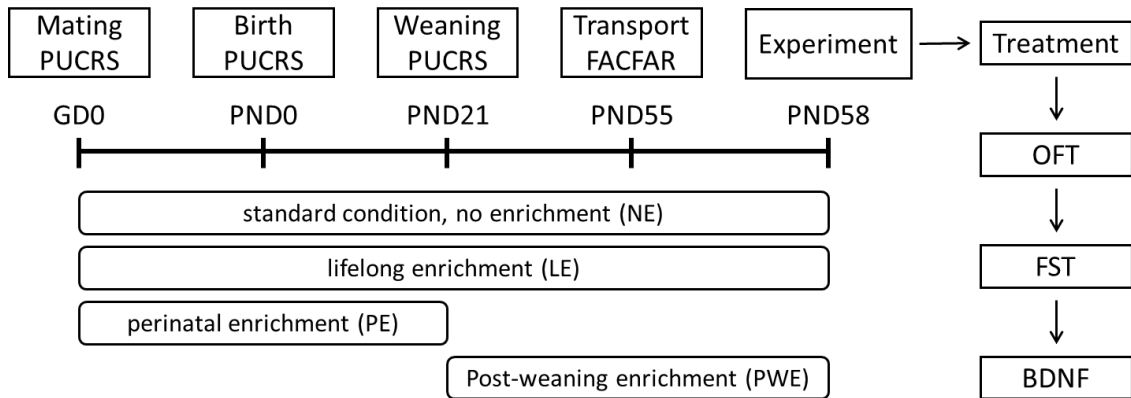 Mating
PUCRS
Birth
PUCRS
Weaning
PUCRS
Transport
FACFAR
Experiment
Treatment
GD0
PND0
PND21
PND55
PND58
OFT
standard condition, no enrichment (NE)
lifelong enrichment (LE)
FST
perinatal enrichment (PE)
Post-weaning enrichment (PWE)
BDNF